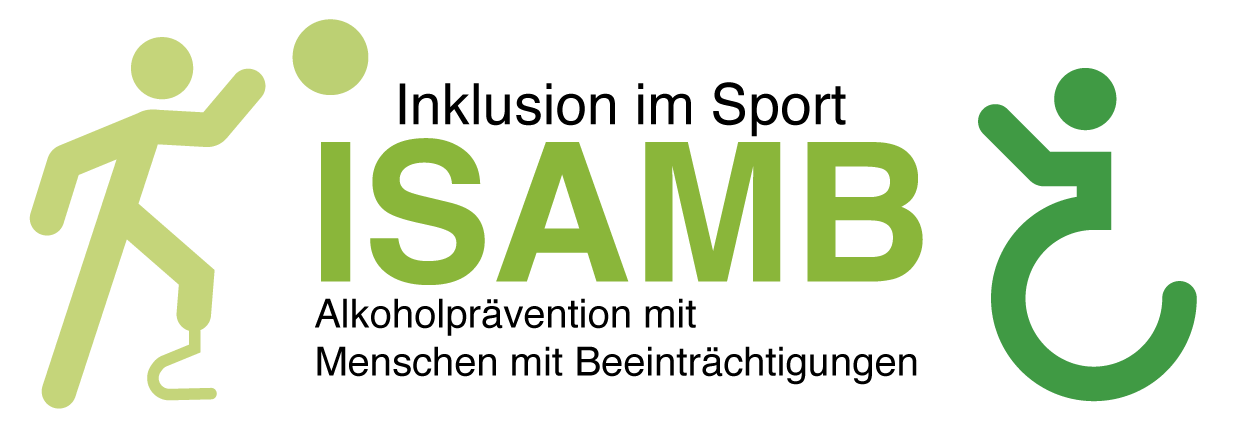 Inklusion im Sport
ISAMB
Alkoholprävention mit
Menschen mit Beeinträchtigungen